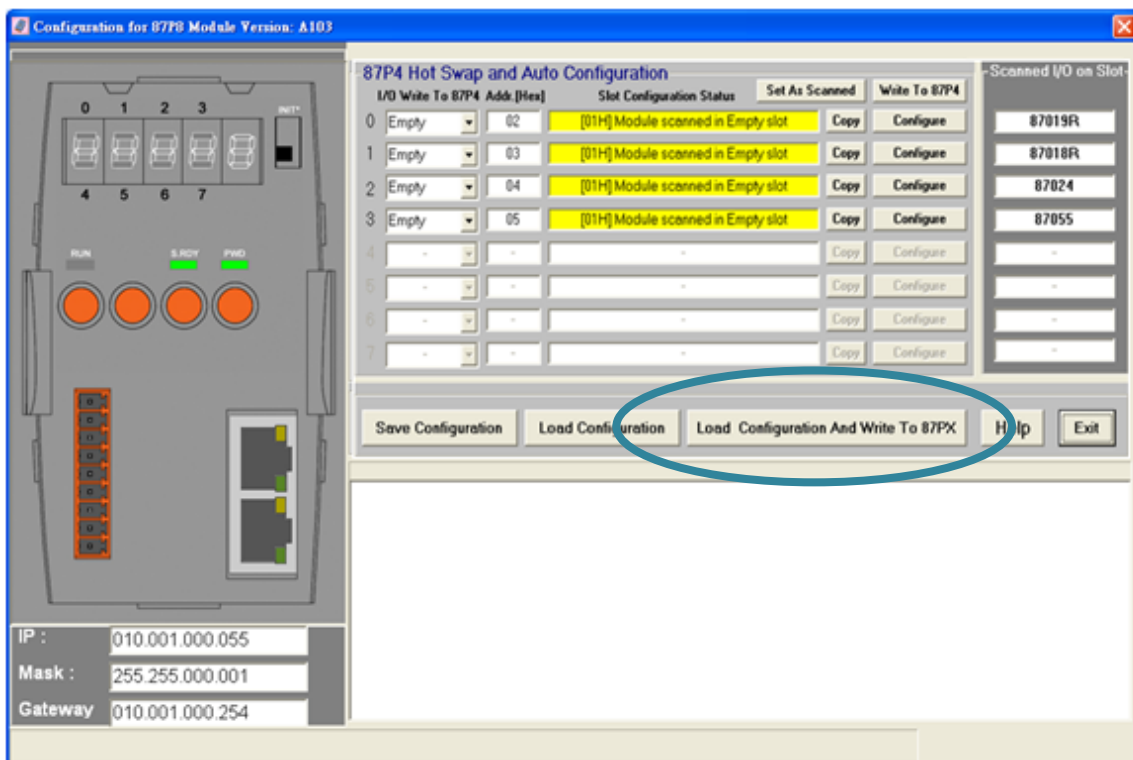 Configuration for 87P8 Module Version: A103
87P4 Hot Swap and Auto Configuration
Scanned I/O on Slot
I/O Write To 87P4 Addr.[Hex] Slot Configuration Status Set As Scanned Write To 87P4
0 Empty 02 [01H] Module scanned in Empty slot Copy Configure 87019R
1 Empty 03 [01H] Module scanned in Empty slot Copy Configure 87018R
2 Empty 04 [01H] Module scanned in Empty slot Copy Configure 87024
3 Empty 05 [01H] Module scanned in Empty slot Copy Configure 87055
4 - - - Copy Configure -
5 - - - Copy Configure -
6 - - - Copy Configure -
7 - - - Copy Configure -
0 1 2 3 INIT*
4 5 6 7
RUN S.RDY PWD
Save Configuration Load Configuration Load Configuration And Write To 87PX Help Exit
IP : 010.001.000.055
Mask : 255.255.000.001
Gateway 010.001.000.254